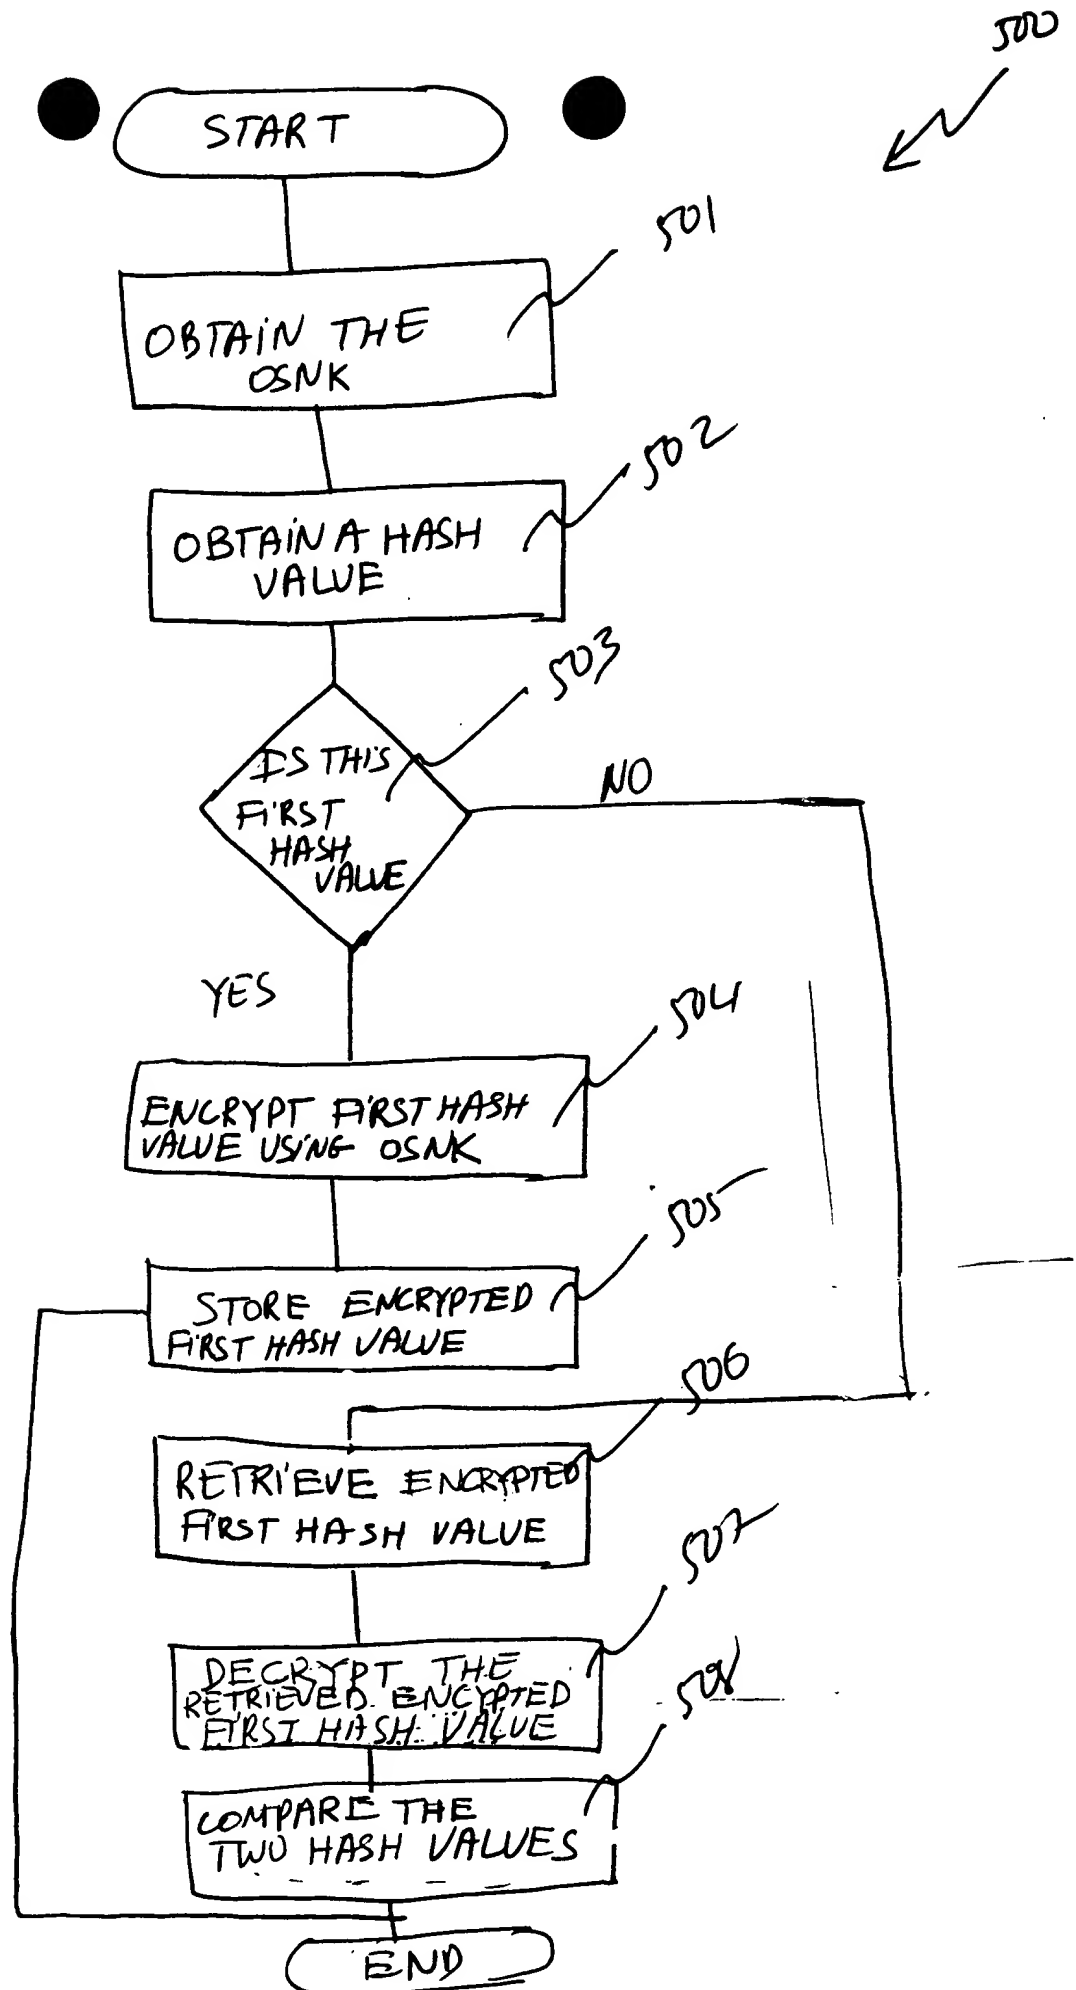 500
START
501
OBTAIN THE
OSNK
502
OBTAIN A HASH
VALUE
503
IS THIS
FIRST
HASH
VALUE
NO
YES
504
ENCRYPT FIRST HASH
VALUE USING OSNK
505
STORE ENCRYPTED
FIRST HASH VALUE
506
RETRIEVE ENCRYPTED
FIRST HASH VALUE
507
DECRYPT THE
RETRIEVED ENCYPTED
FIRST HASH VALUE
508
COMPARE THE
TWO HASH VALUES
END